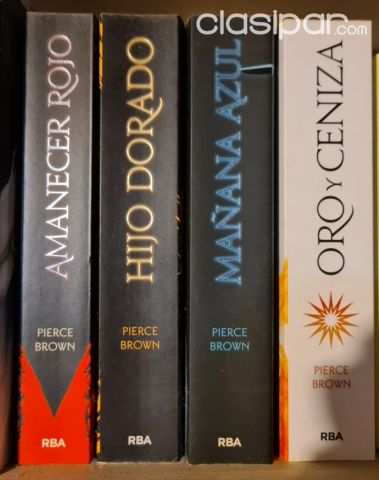 clasipar.com
AMANECER ROJO
PIERCE
BROWN
RBA
HIJO DORADO
PIERCE
BROWN
RBA
MAÑANA AZUL
PIERCE
BROWN
RBA
ORO Y CENIZA
PIERCE
BROWN
RBA